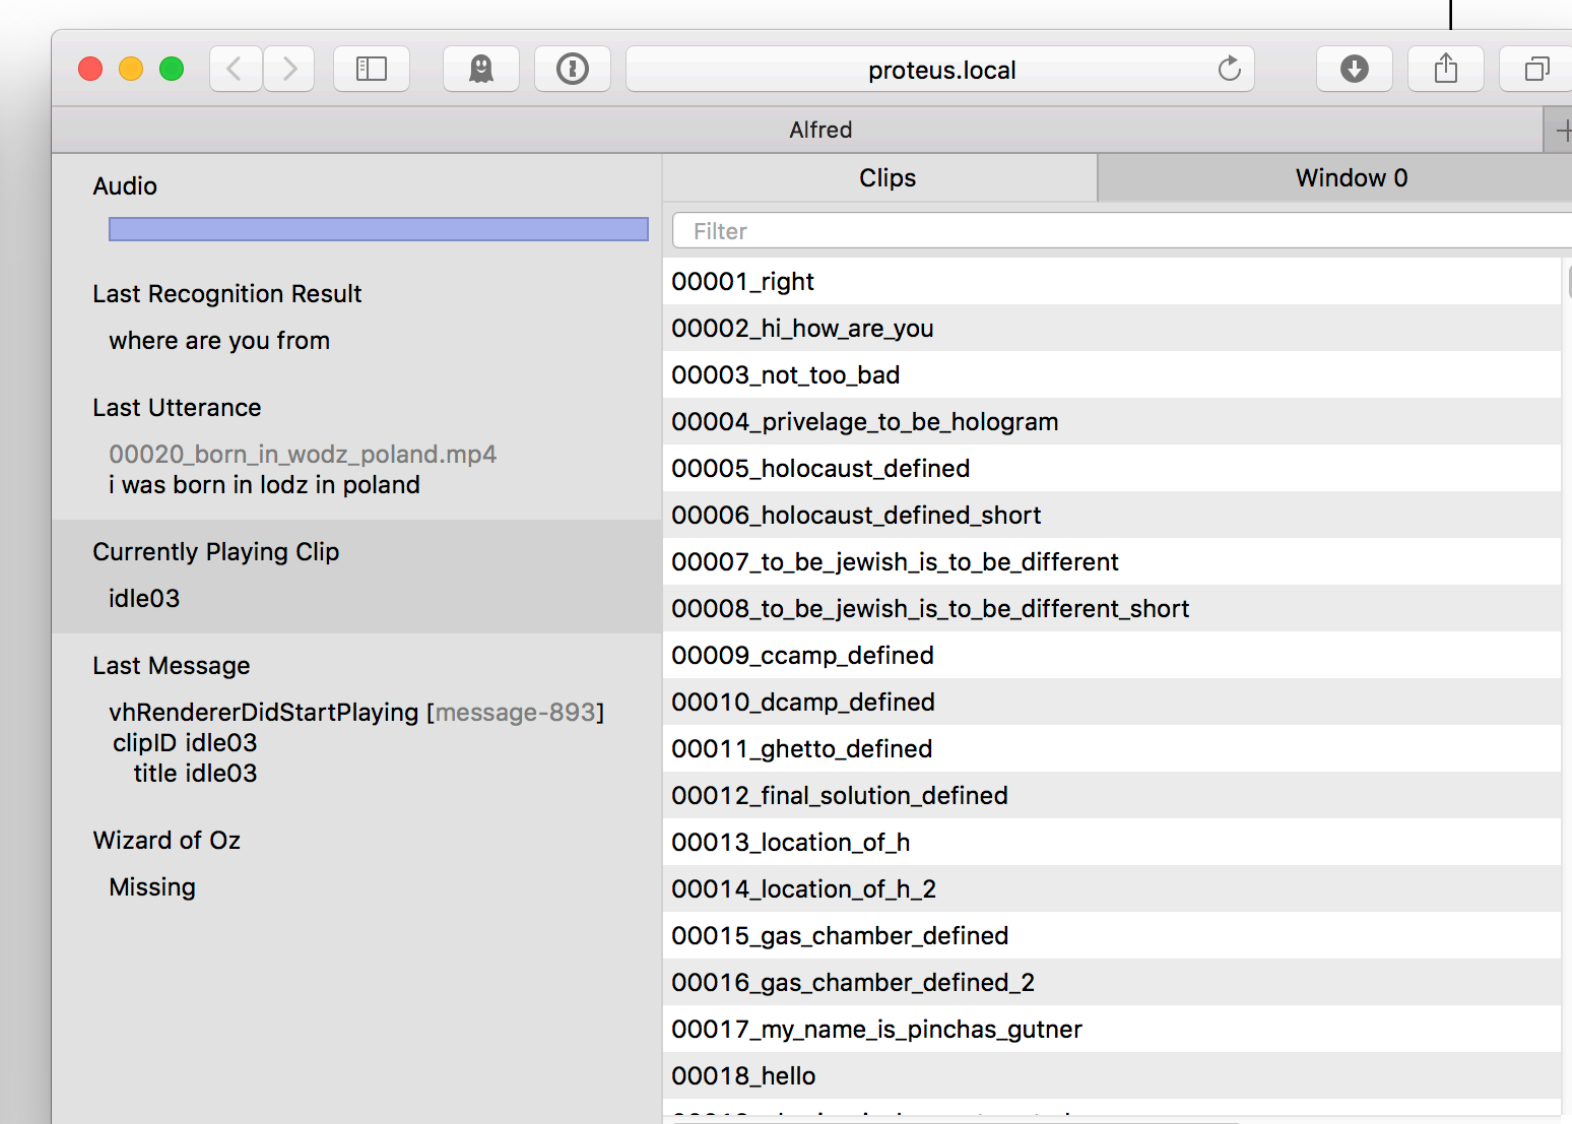 proteus.local
Alfred
Audio
Last Recognition Result
where are you from
Last Utterance
00020_born_in_wodz_poland.mp4
i was born in lodz in poland
Currently Playing Clip
idle03
Last Message
vhRendererDidStartPlaying [message-893]
clipID idle03
title idle03
Wizard of Oz
Missing
Clips
Window 0
Filter
00001_right
00002_hi_how_are_you
00003_not_too_bad
00004_privelage_to_be_hologram
00005_holocaust_defined
00006_holocaust_defined_short
00007_to_be_jewish_is_to_be_different
00008_to_be_jewish_is_to_be_different_short
00009_ccamp_defined
00010_dcamp_defined
00011_ghetto_defined
00012_final_solution_defined
00013_location_of_h
00014_location_of_h_2
00015_gas_chamber_defined
00016_gas_chamber_defined_2
00017_my_name_is_pinchas_gutner
00018_hello